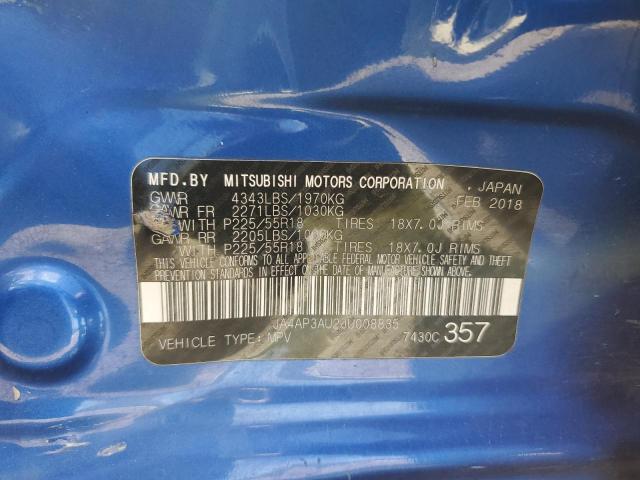 MFD.BY MITSUBISHI MOTORS CORPORATION , JAPAN
GVWR 4343LBS/1970KG FEB 2018
GAWR FR 2271LBS/1030KG
WITH P225/55R18 TIRES 18X7.0J RIMS
GAWR RR 2205LBS/1000KG
WITH P225/55R18 TIRES 18X7.0J RIMS
THIS VEHICLE CONFORMS TO ALL APPLICABLE FEDERAL
MOTOR VEHICLE SAFETY, BUMPER, AND THEFT
PREVENTION STANDARDS IN EFFECT ON THE DATE OF
MANUFACTURE SHOWN ABOVE.
JA4AP3AU2JU008835
VEHICLE TYPE: MPV 7430C 357